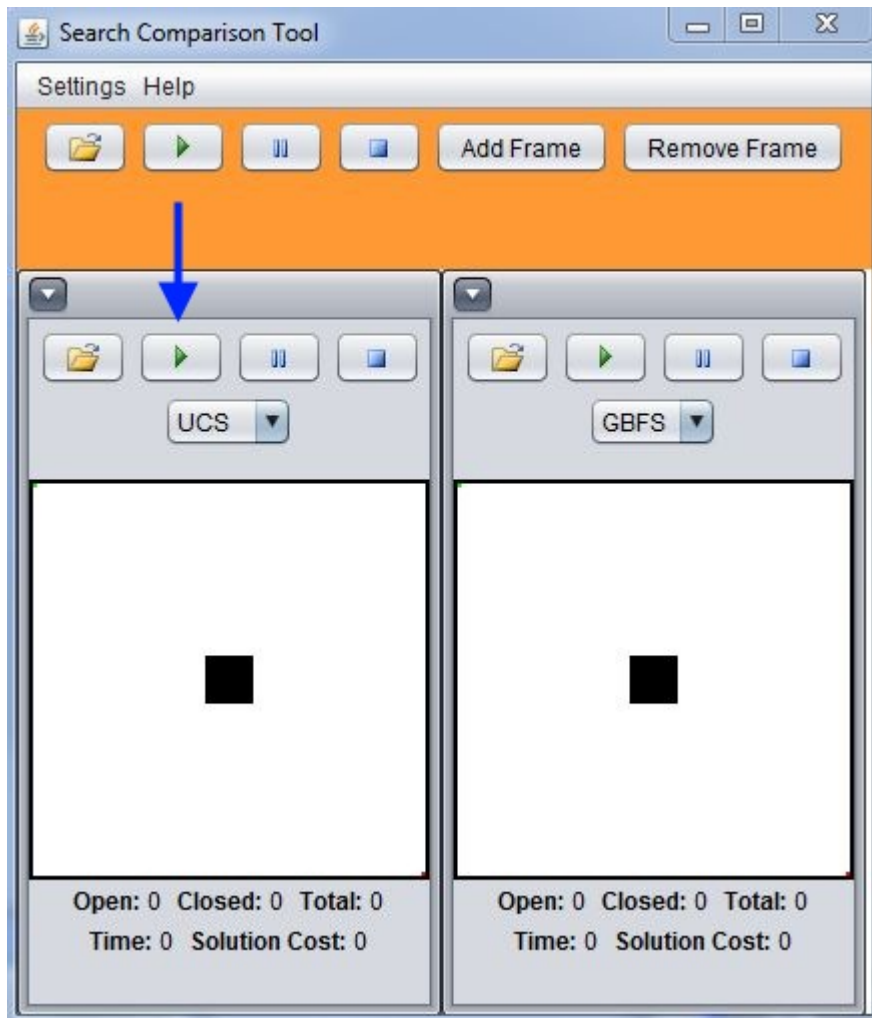 Search Comparison Tool
Settings Help
Add Frame Remove Frame
UCS
GBFS
Open: 0 Closed: 0 Total: 0
Time: 0 Solution Cost: 0
Open: 0 Closed: 0 Total: 0
Time: 0 Solution Cost: 0